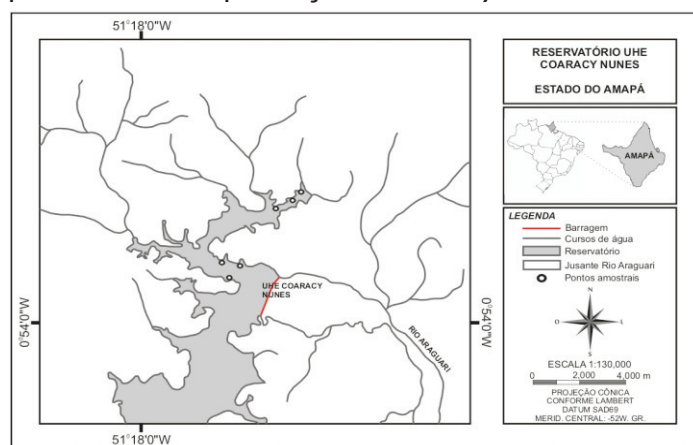 51°18'0"W
RESERVATÓRIO UHE
COARACY NUNES
ESTADO DO AMAPÁ
AMAPÁ
LEGENDA
Barragem
Cursos de água
Reservatório
Jusante Rio Araguari
Pontos amostrais
UHE COARACY
NUNES
RIO ARAGUARI
0°54'0"W
0°54'0"W
N
O
L
S
ESCALA 1:130,000
0 2,000 4,000 m
PROJEÇÃO CÔNICA
CONFORME LAMBERT
DATUM SAD69
MERID. CENTRAL: -52W. GR.
51°18'0"W